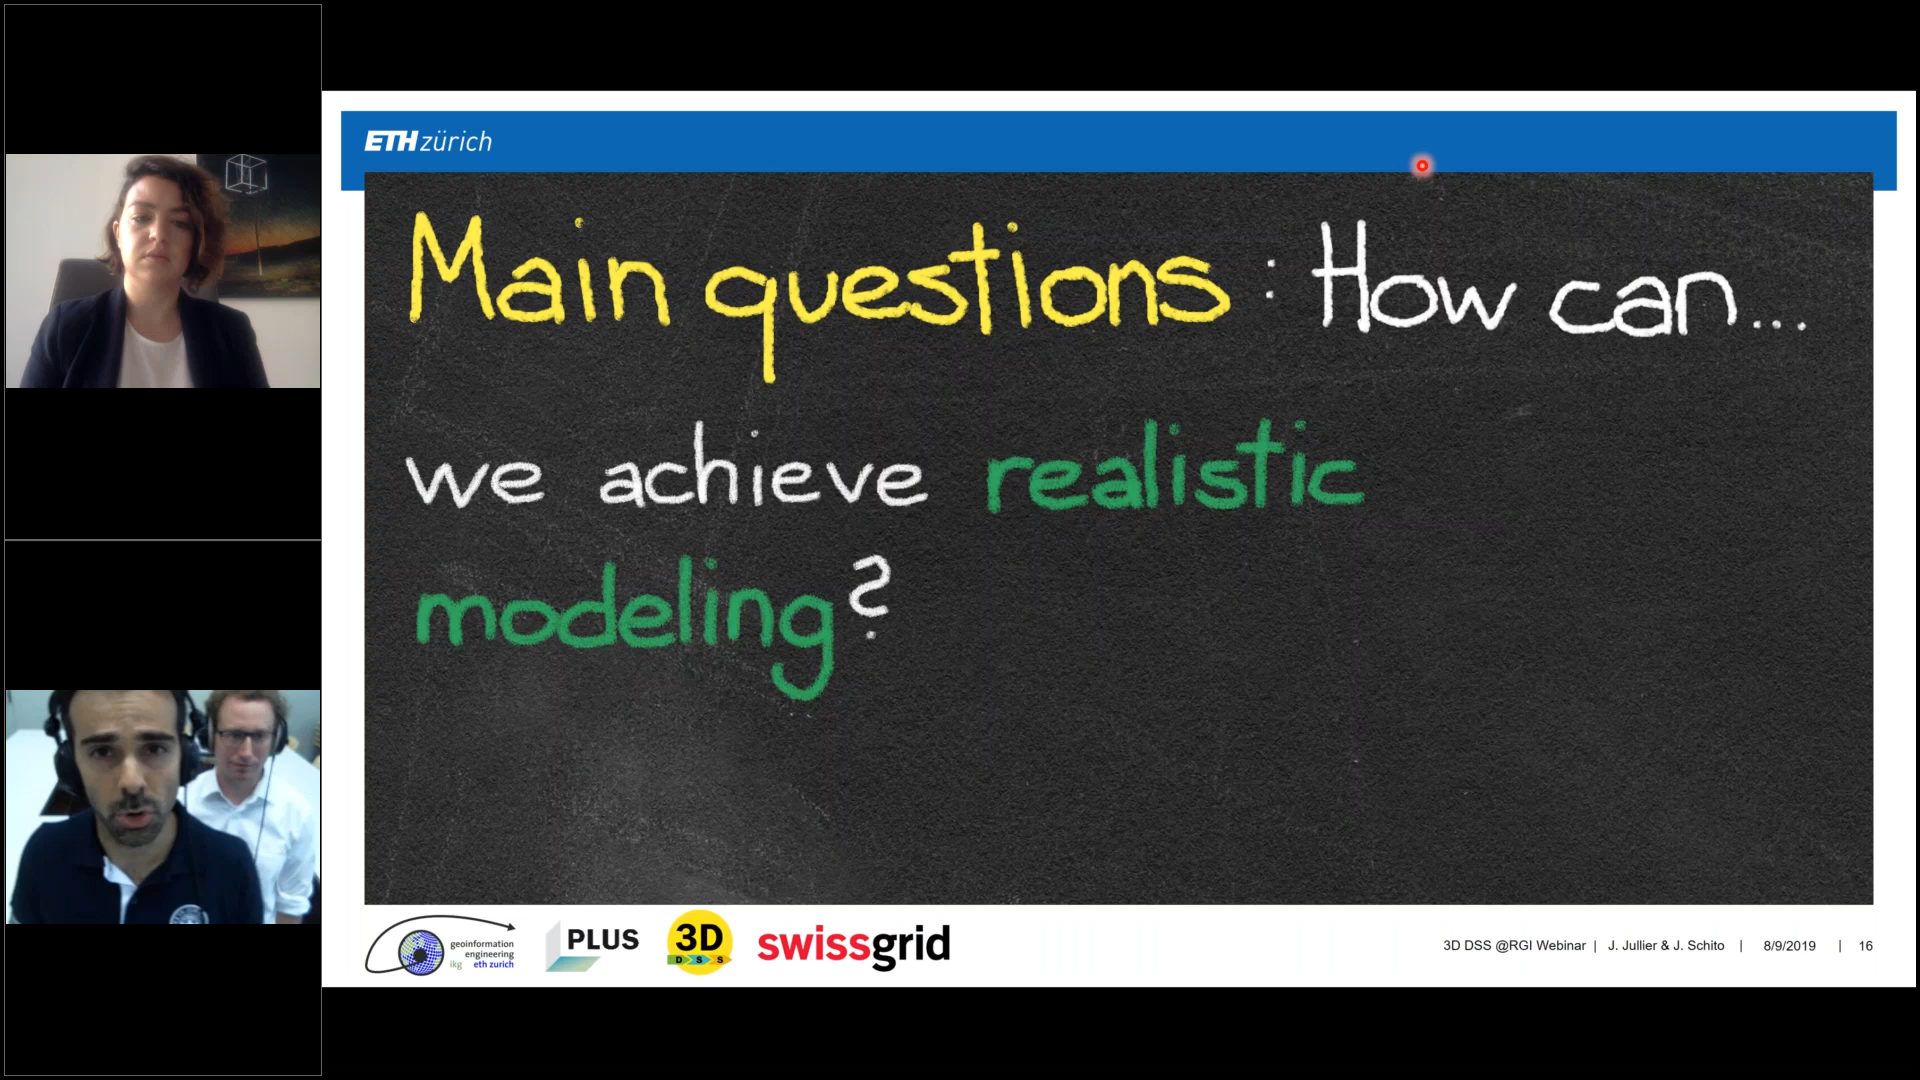 ETH zürich
Main questions : How can...
we achieve realistic
modeling?
geoinformation
engineering
ikg eth zurich
PLUS
3D
DSS
swissgrid
3D DSS @RGI Webinar | J. Jullier & J. Schito | 8/9/2019 | 16